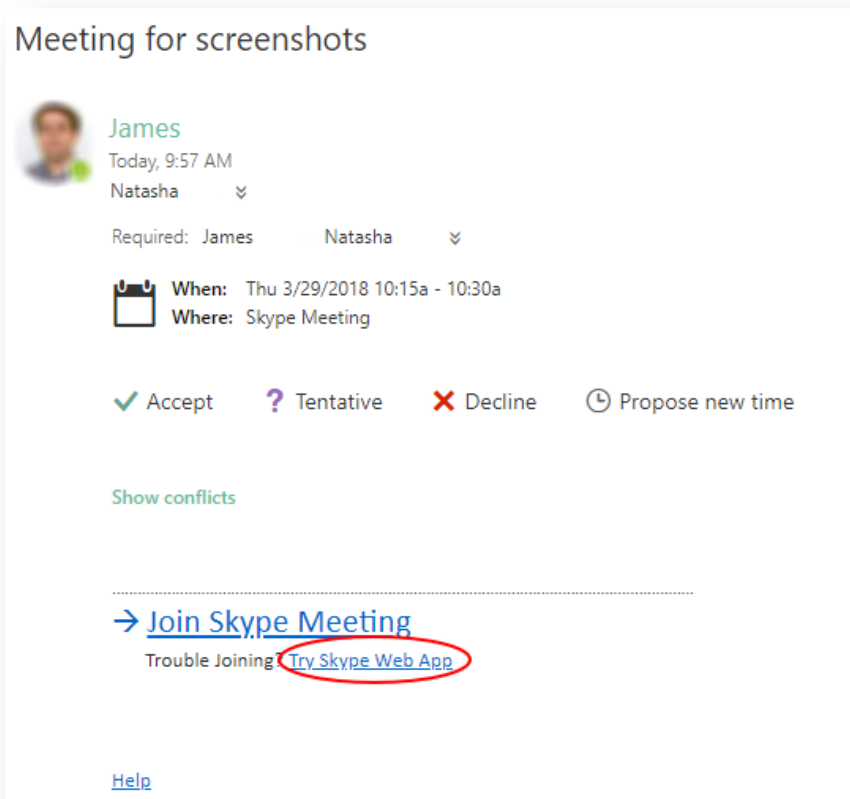 Meeting for screenshots
James
Today, 9:57 AM
Natasha
Required: James Natasha
When: Thu 3/29/2018 10:15a - 10:30a
Where: Skype Meeting
Accept ? Tentative Decline Propose new time
Show conflicts
→ Join Skype Meeting
Trouble Joining? Try Skype Web App
Help